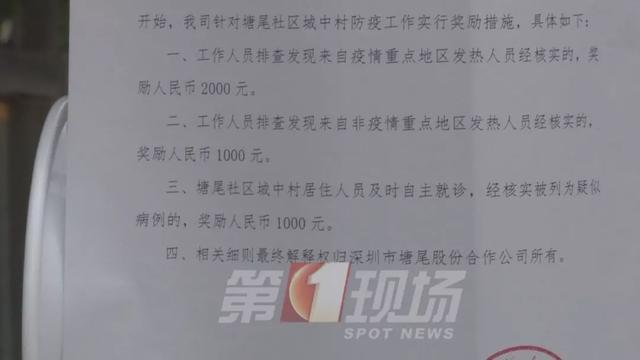 开始，我司针对塘尾社区城中村防疫工作实行奖励措施，具体如下：
一、工作人员排查发现来自疫情重点地区发热人员经核实的，奖
励人民币2000元。
二、工作人员排查发现来自非疫情重点地区发热人员经核实的，
奖励人民币1000元。
三、塘尾社区城中村居住人员及时自主就诊，经核实被列为疑似
病例的，奖励人民币1000元。
四、相关细则最终解释权归深圳市塘尾股份合作公司所有。
第1现场
SPOT NEWS